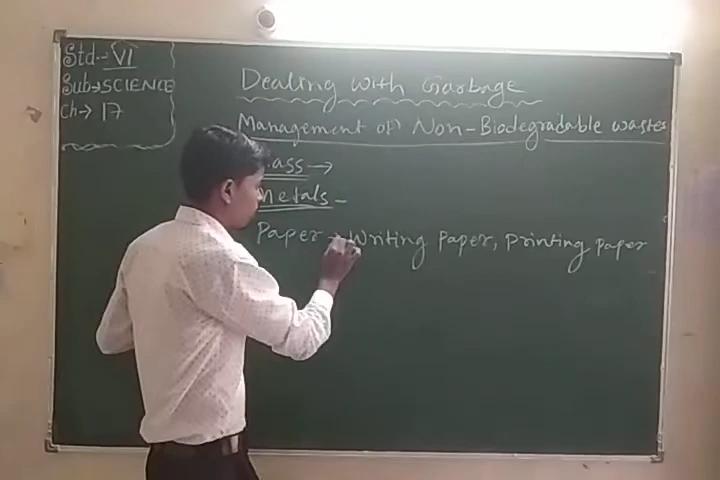 Std- VI
Sub→SCIENCE
Ch→ 17
Dealing with Garbage
Management of Non-Biodegradable wastes
ass →
Metals -
Paper → Writing Paper, Printing Paper